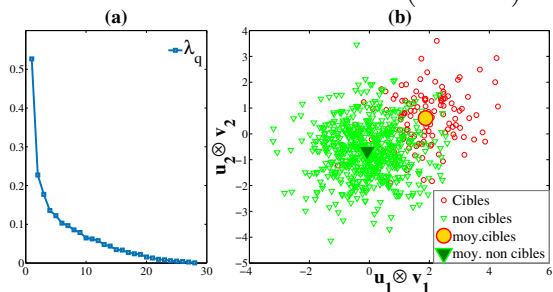 (a)
λq
0.5
0.4
0.3
0.2
0.1
0
0
10
20
30
(b)
u2⊗ v2
4
3
2
1
0
−1
−2
−3
−4
−5
−4
−2
0
2
4
6
u1⊗ v1
Cibles
non cibles
moy.cibles
moy. non cibles